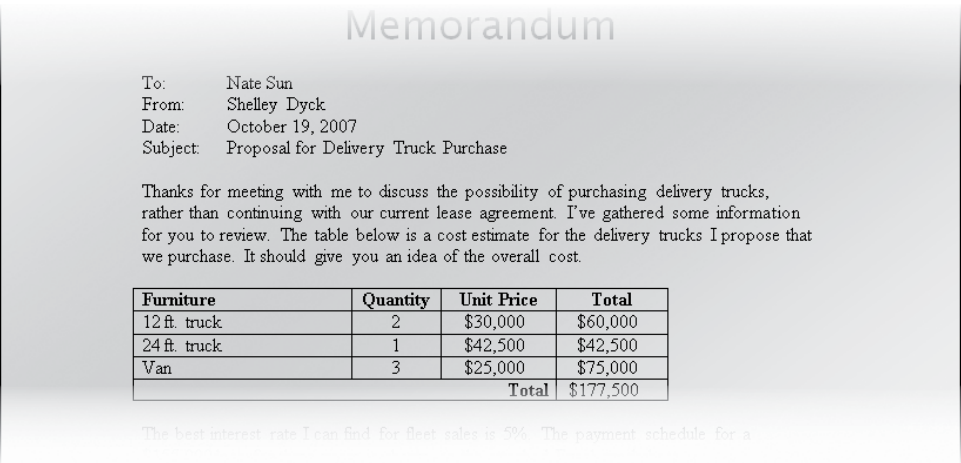 Memorandum
To: Nate Sun
From: Shelley Dyck
Date: October 19, 2007
Subject: Proposal for Delivery Truck Purchase
Thanks for meeting with me to discuss the possibility of purchasing delivery trucks,
rather than continuing with our current lease agreement. I've gathered some information
for you to review. The table below is a cost estimate for the delivery trucks I propose that
we purchase. It should give you an idea of the overall cost.
Furniture Quantity Unit Price Total
12 ft. truck 2 $30,000 $60,000
24 ft. truck 1 $42,500 $42,500
Van 3 $25,000 $75,000
Total $177,500
The best interest rate I can find for fleet sales is 5%. The payment schedule for a